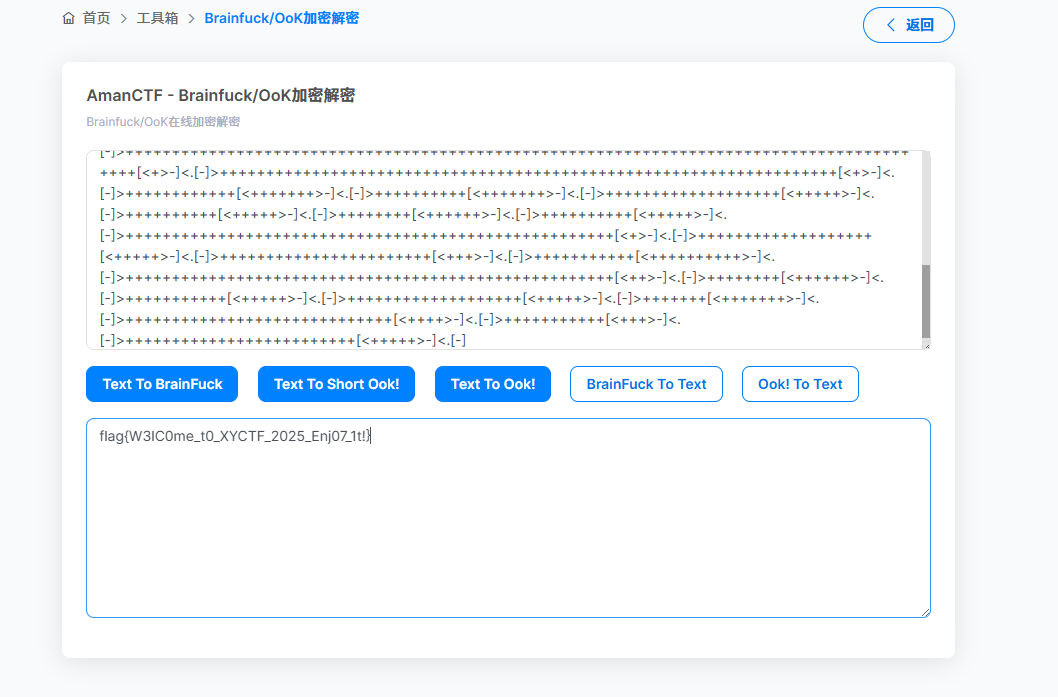 首页 > 工具箱 > Brainfuck/OoK加密解密
返回
AmanCTF - Brainfuck/OoK加密解密
Brainfuck/OoK在线加密解密
++++[<+>-]<.[-]>+++++++++++++++++++++++++++++++++++++++++++++++++++++++++++++++++++[<+>-]<.
[-]>++++++++++++[<+++++++>-]<.[-]>++++++++++[<+++++++>-]<.[-]>+++++++++++++++++++[<+++++>-]<.
[-]>++++++++++[<+++++>-]<.[-]>++++++++[<++++++>-]<.[-]>++++++++++[<+++++>-]<.
[-]>+++++++++++++++++++++++++++++++++++++++++++++++++++++[<+>-]<.[-]>+++++++++++++++++++
[<+++++>-]<.[-]>+++++++++++++++++++++++[<+++>-]<.[-]>+++++++++++[<++++++++++>-]<.
[-]>+++++++++++++++++++++++++++++++++++++++++++++++++++++[<++>-]<.[-]>++++++++[<++++++>-]<.
[-]>+++++++++++[<+++++>-]<.[-]>+++++++++++++++++++[<+++++>-]<.[-]>+++++++[<+++++++>-]<.
[-]>+++++++++++++++++++++++++++++[<++++>-]<.[-]>+++++++++++[<+++>-]<.
[-]>+++++++++++++++++++++++++[<+++++>-]<.[-]
Text To BrainFuck
Text To Short Ook!
Text To Ook!
BrainFuck To Text
Ook! To Text
flag{W3lC0me_t0_XYCTF_2025_Enj07_1t!}